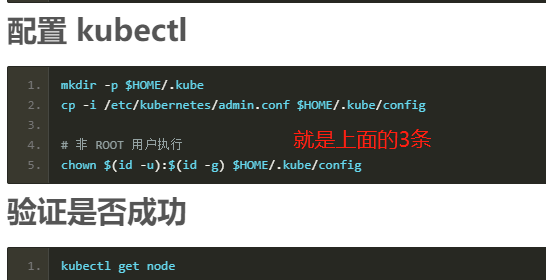 配置 kubectl
1. mkdir -p $HOME/.kube
2. cp -i /etc/kubernetes/admin.conf $HOME/.kube/config
3.
4. # 非 ROOT 用户执行
就是上面的3条
5. chown $(id -u):$(id -g) $HOME/.kube/config
验证是否成功
1. kubectl get node